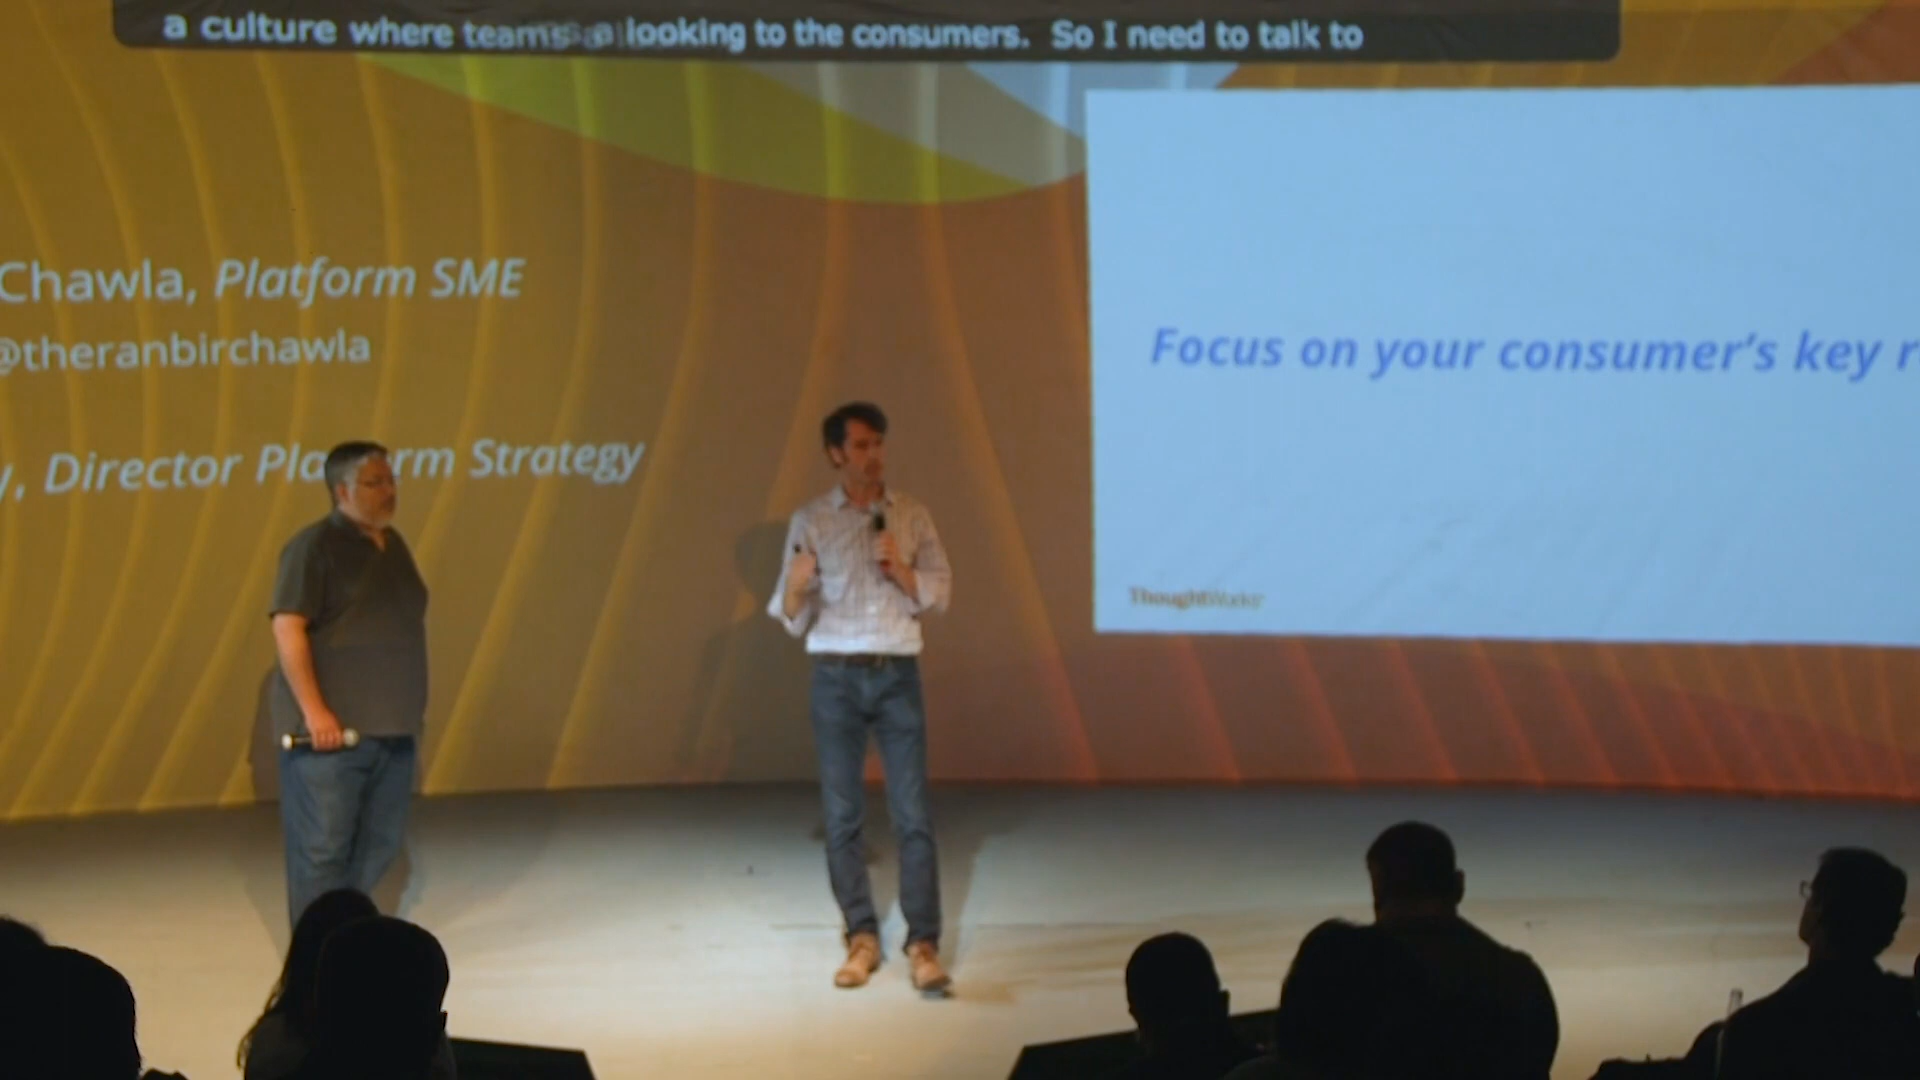 a culture where teams looking to the consumers. So I need to talk to
Chawla, Platform SME
@theranbirchawla
y, Director Platform Strategy
Focus on your consumer's key r
ThoughtWorks